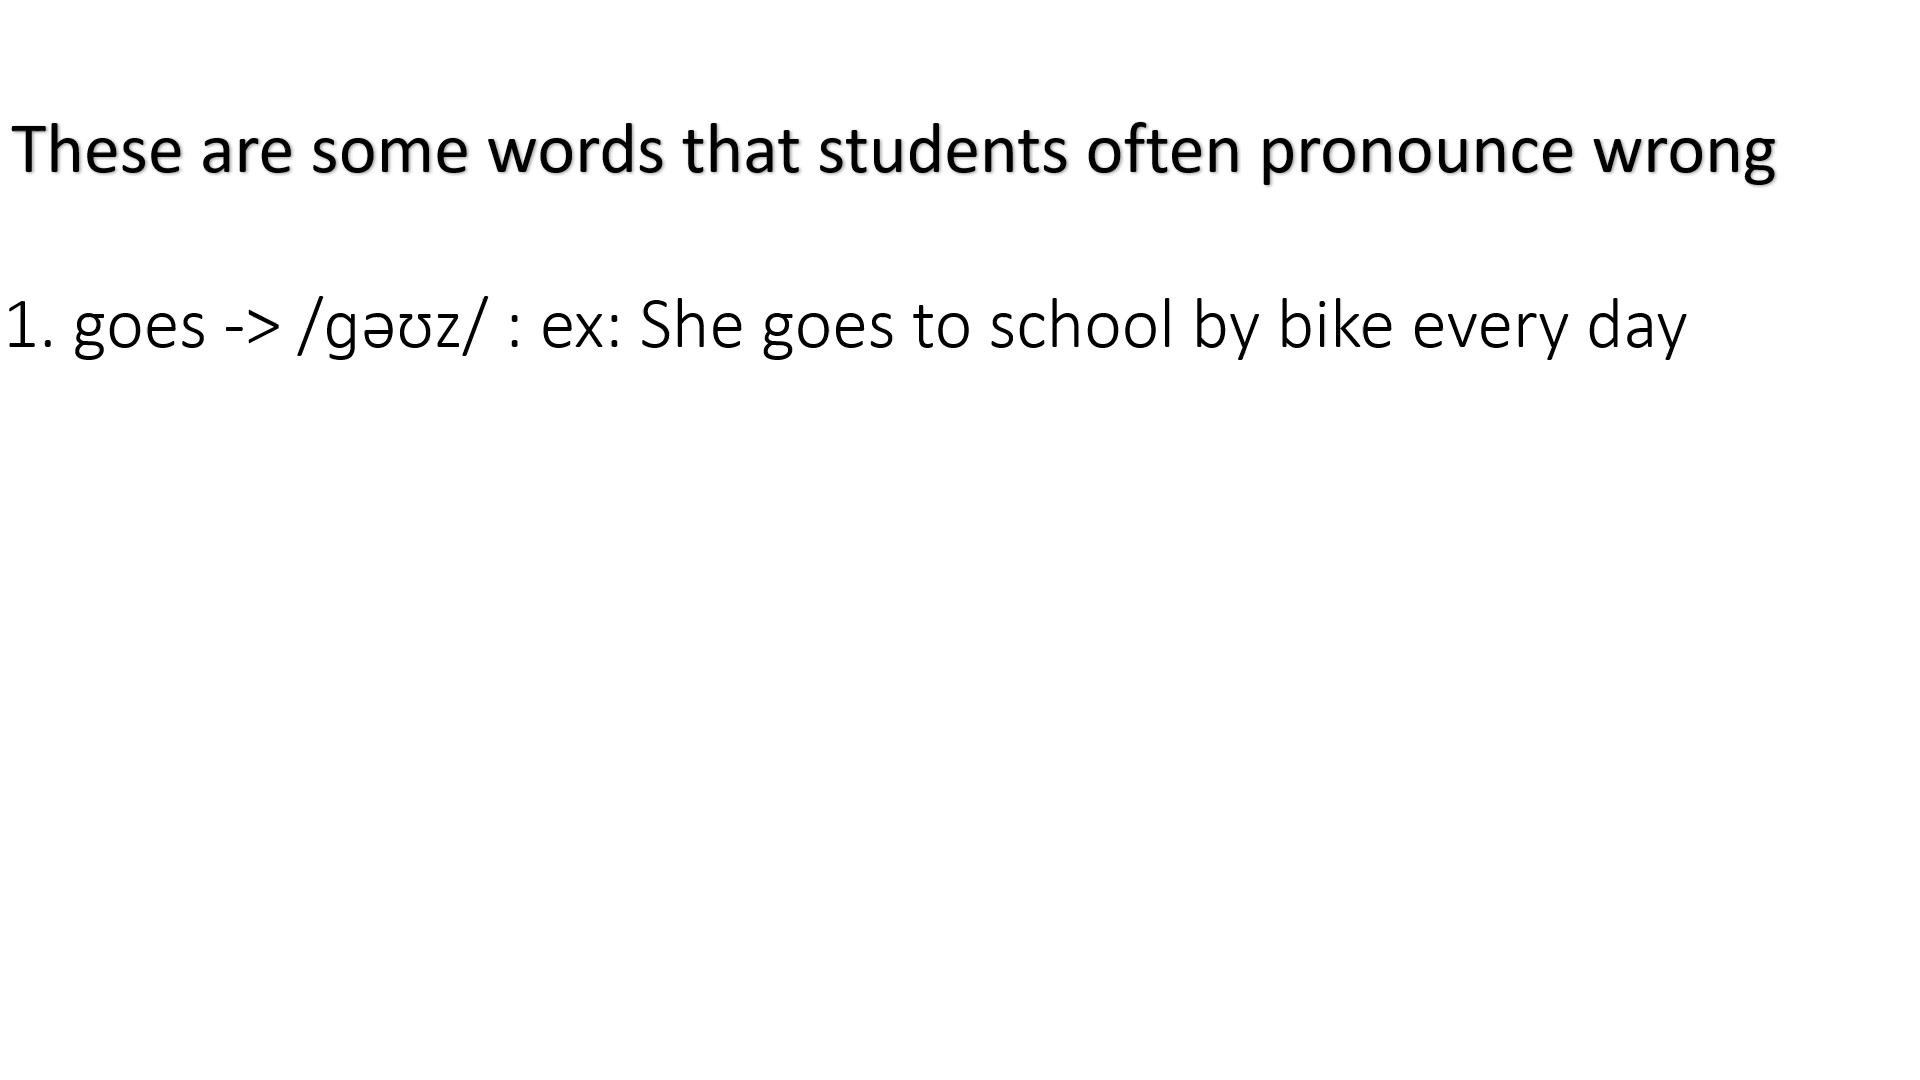 These are some words that students often pronounce wrong
1. goes -> /ɡəʊz/ : ex: She goes to school by bike every day